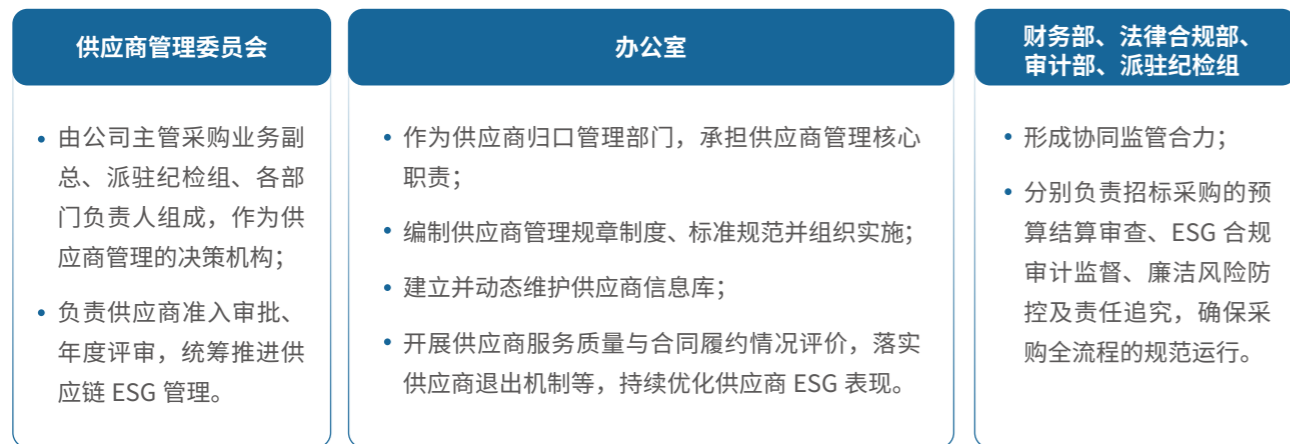 供应商管理委员会
由公司主管采购业务副
总、派驻纪检组、各部
门负责人组成，作为供
应商管理的决策机构；
负责供应商准入审批、
年度评审，统筹推进供
应链 ESG 管理。
办公室
作为供应商归口管理部门，承担供应商管理核心
职责；
编制供应商管理规章制度、标准规范并组织实施；
建立并动态维护供应商信息库；
开展供应商服务质量与合同履约情况评价，落实
供应商退出机制等，持续优化供应商 ESG 表现。
财务部、法律合规部、
审计部、派驻纪检组
形成协同监管合力；
分别负责招标采购的预
算结算审查、ESG 合规
审计监督、廉洁风险防
控及责任追究，确保采
购全流程的规范运行。